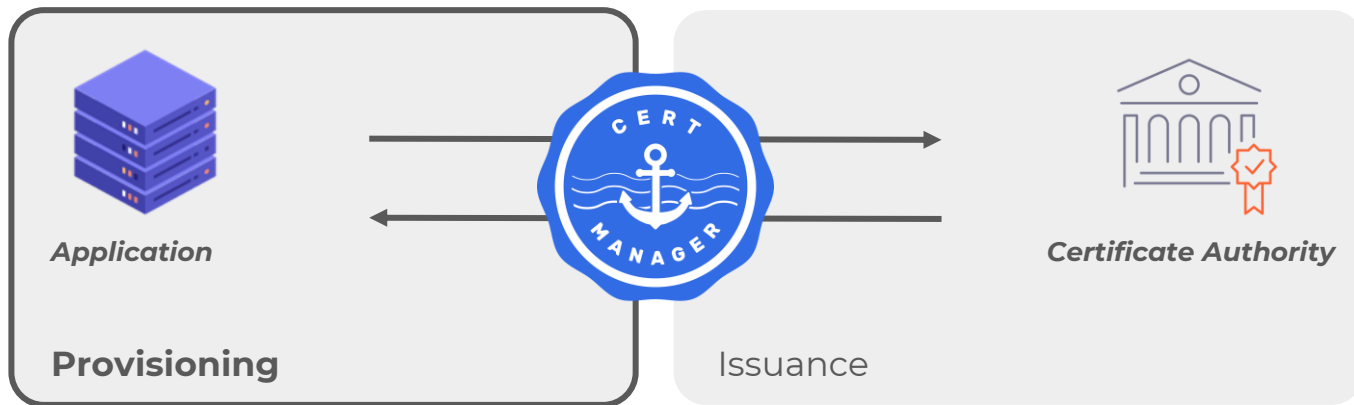 CERT
MANAGER
Application
Certificate Authority
Provisioning
Issuance